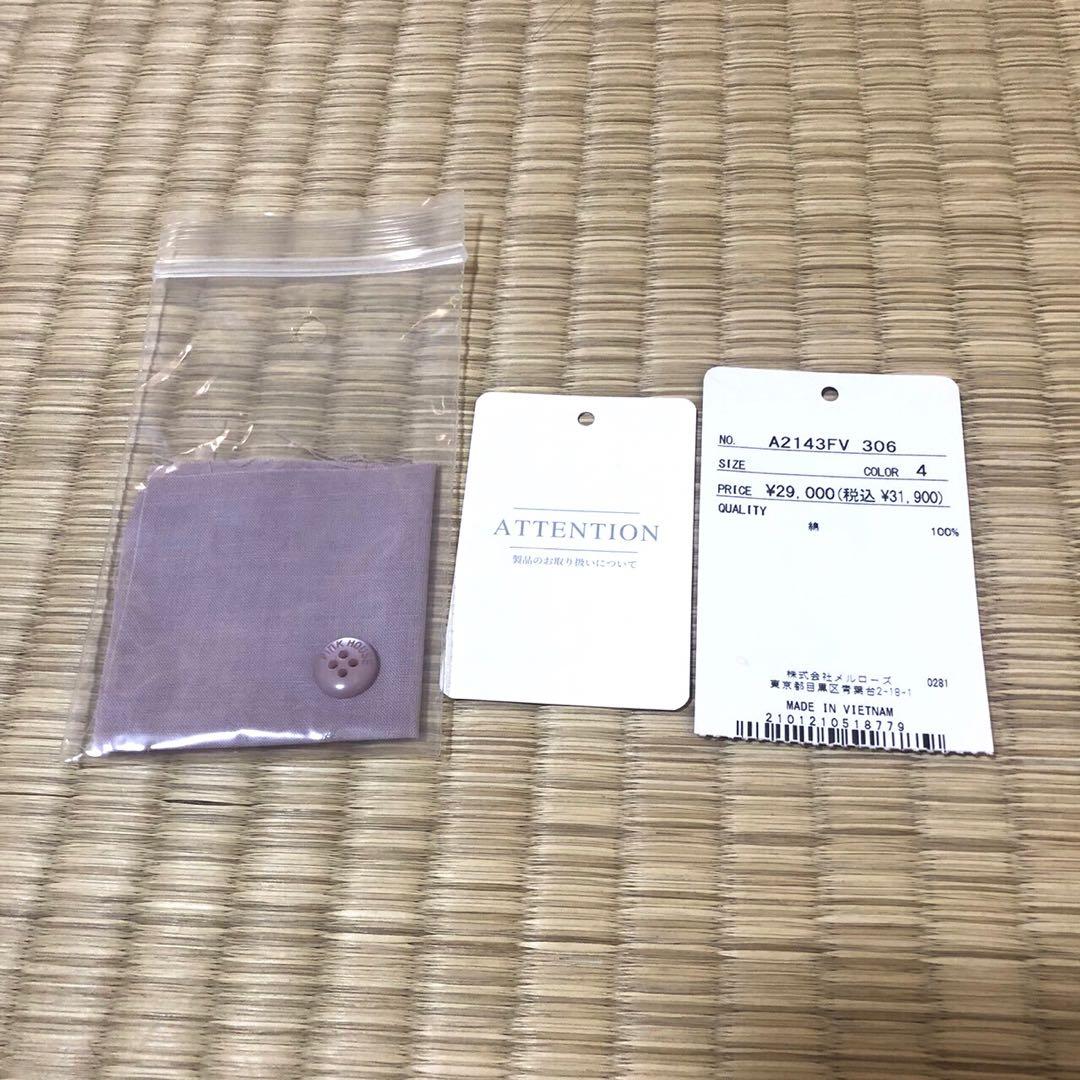 PINK HOUSE
ATTENTION
製品のお取り扱いについて
NO. A2143FV 306
SIZE COLOR 4
PRICE ¥29,000(税込 ¥31,900)
QUALITY
綿 100%
株式会社メルローズ 0281
東京都目黒区青葉台2-18-1
MADE IN VIETNAM
2101210518779